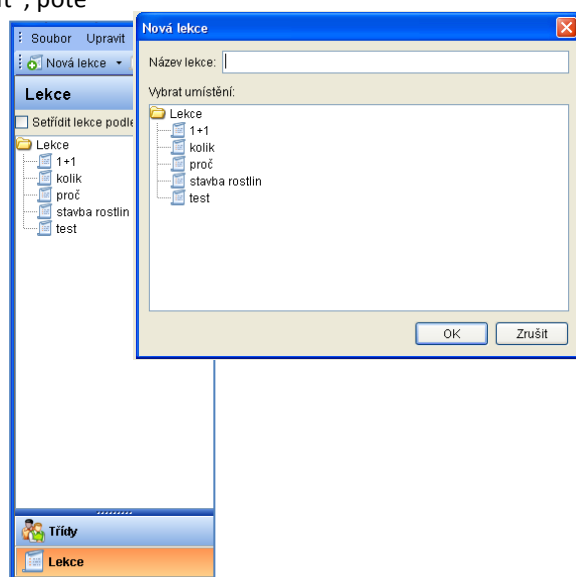 it", poté
Soubor Upravit
Nová lekce
Lekce
Setřídit lekce podle
Lekce
1+1
kolik
proč
stavba rostlin
test
Třídy
Lekce
Nová lekce
Název lekce:
Vybrat umístění:
Lekce
1+1
kolik
proč
stavba rostlin
test
OK Zrušit